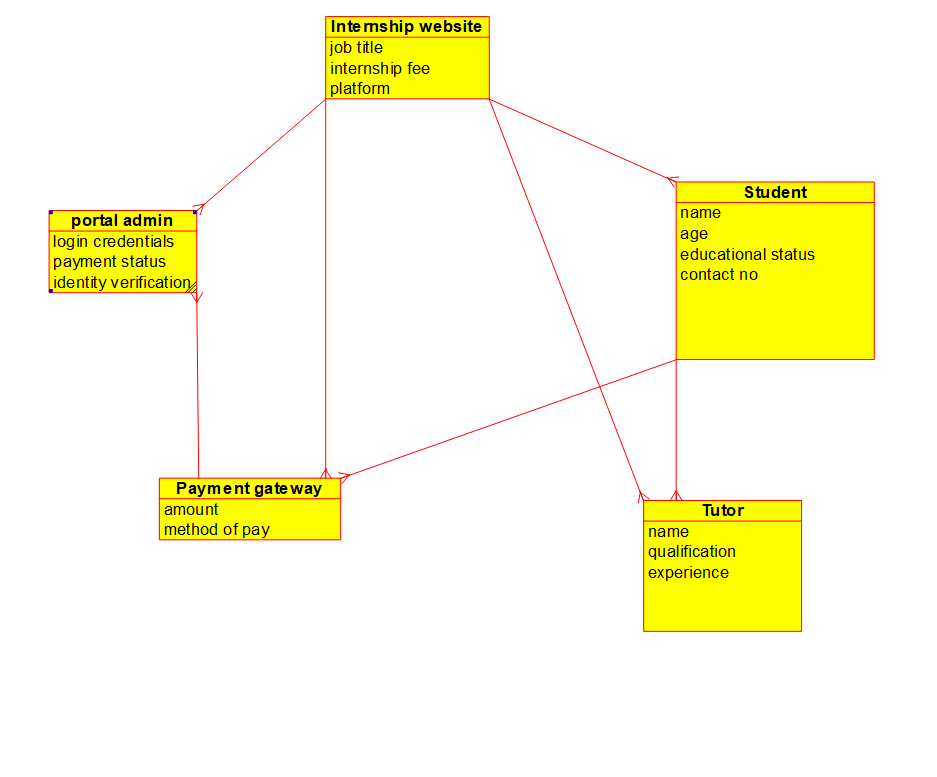 Internship website
job title
internship fee
platform
portal admin
login credentials
payment status
identity verification
Student
name
age
educational status
contact no
Payment gateway
amount
method of pay
Tutor
name
qualification
experience